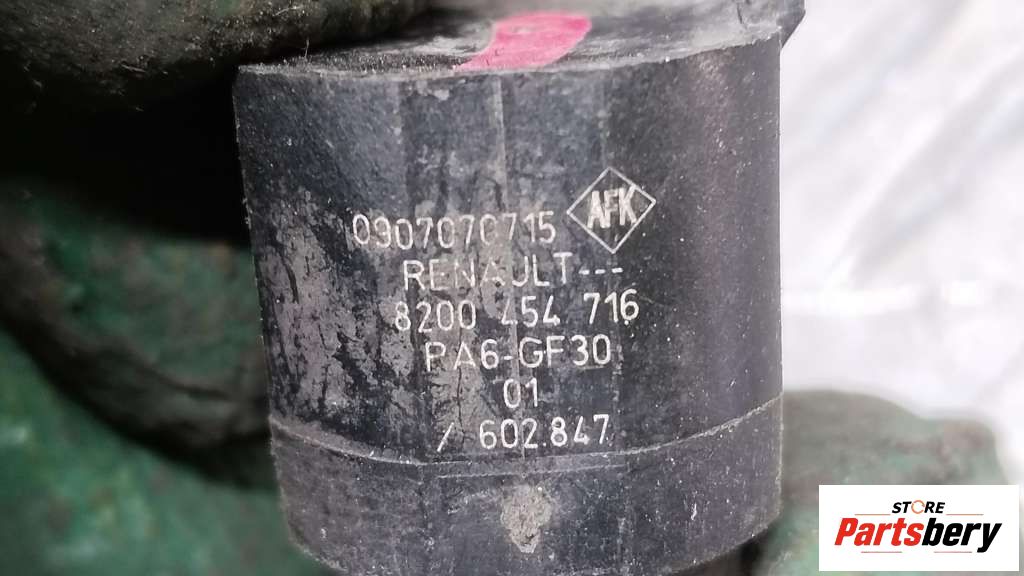 0907070715 AFK
RENAULT---
8200 454 716
PA6-GF30
01
/ 602.847
STORE
Partsbery